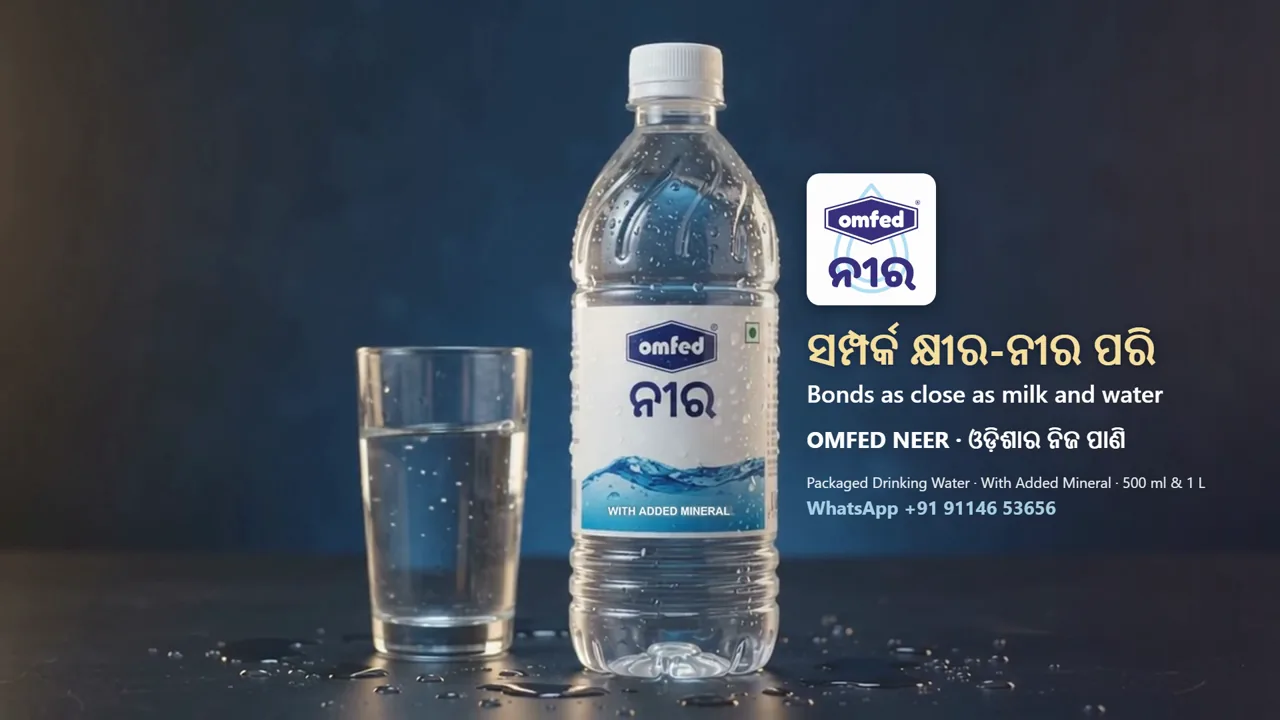 omfed
ନୀର
WITH ADDED MINERAL
omfed
ନୀର
ସମ୍ପର୍କ କ୍ଷୀର-ନୀର ପରି
Bonds as close as milk and water
OMFED NEER · ଓଡ଼ିଶାର ନିଜ ପାଣି
Packaged Drinking Water · With Added Mineral · 500 ml & 1 L
WhatsApp +91 91146 53656